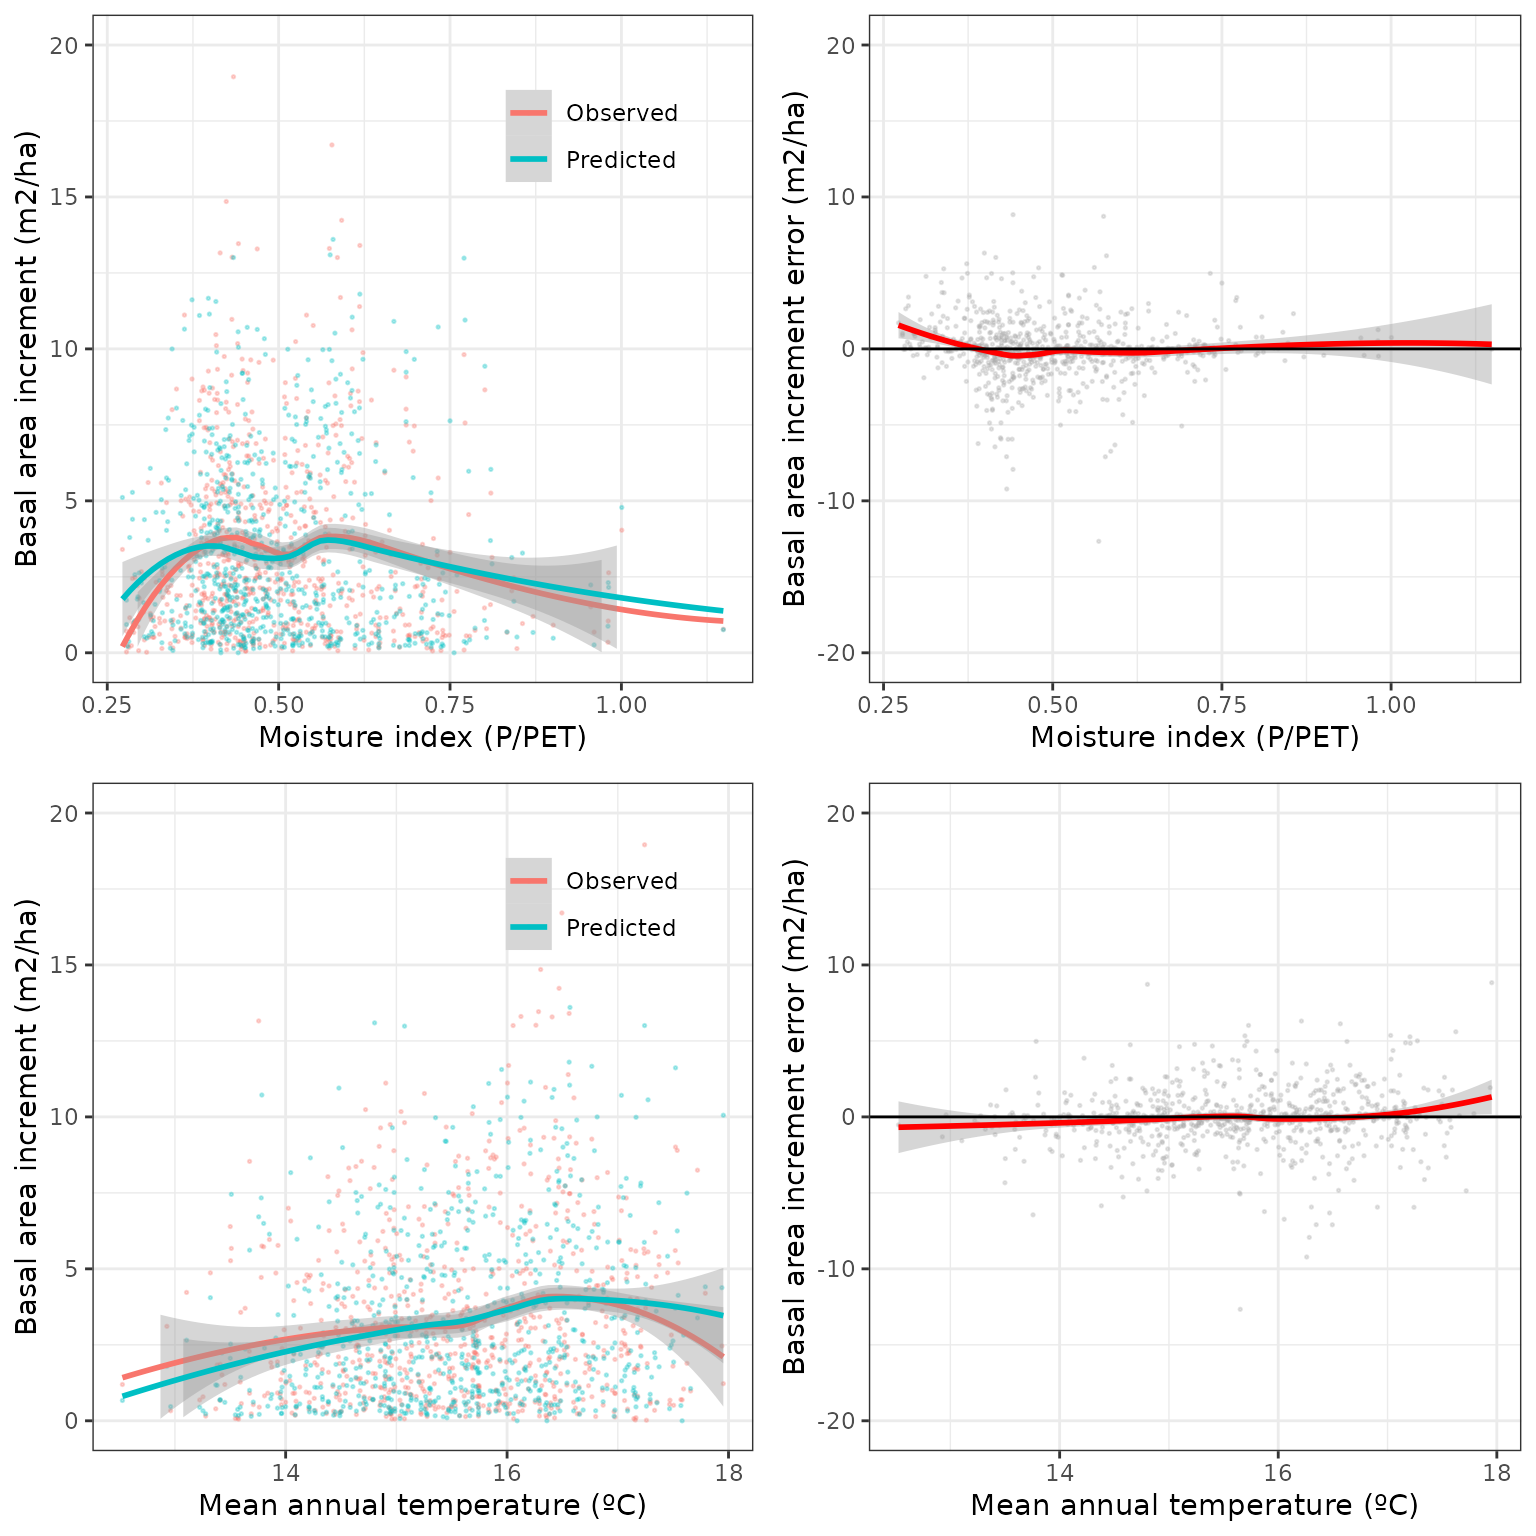 Basal area increment (m2/ha)
20
15
10
5
0
Observed
Predicted
0.25 0.50 0.75 1.00
Moisture index (P/PET)
Basal area increment error (m2/ha)
20
10
0
-10
-20
0.25 0.50 0.75 1.00
Moisture index (P/PET)
Basal area increment (m2/ha)
20
15
10
5
0
Observed
Predicted
14 16 18
Mean annual temperature (ºC)
Basal area increment error (m2/ha)
20
10
0
-10
-20
14 16 18
Mean annual temperature (ºC)